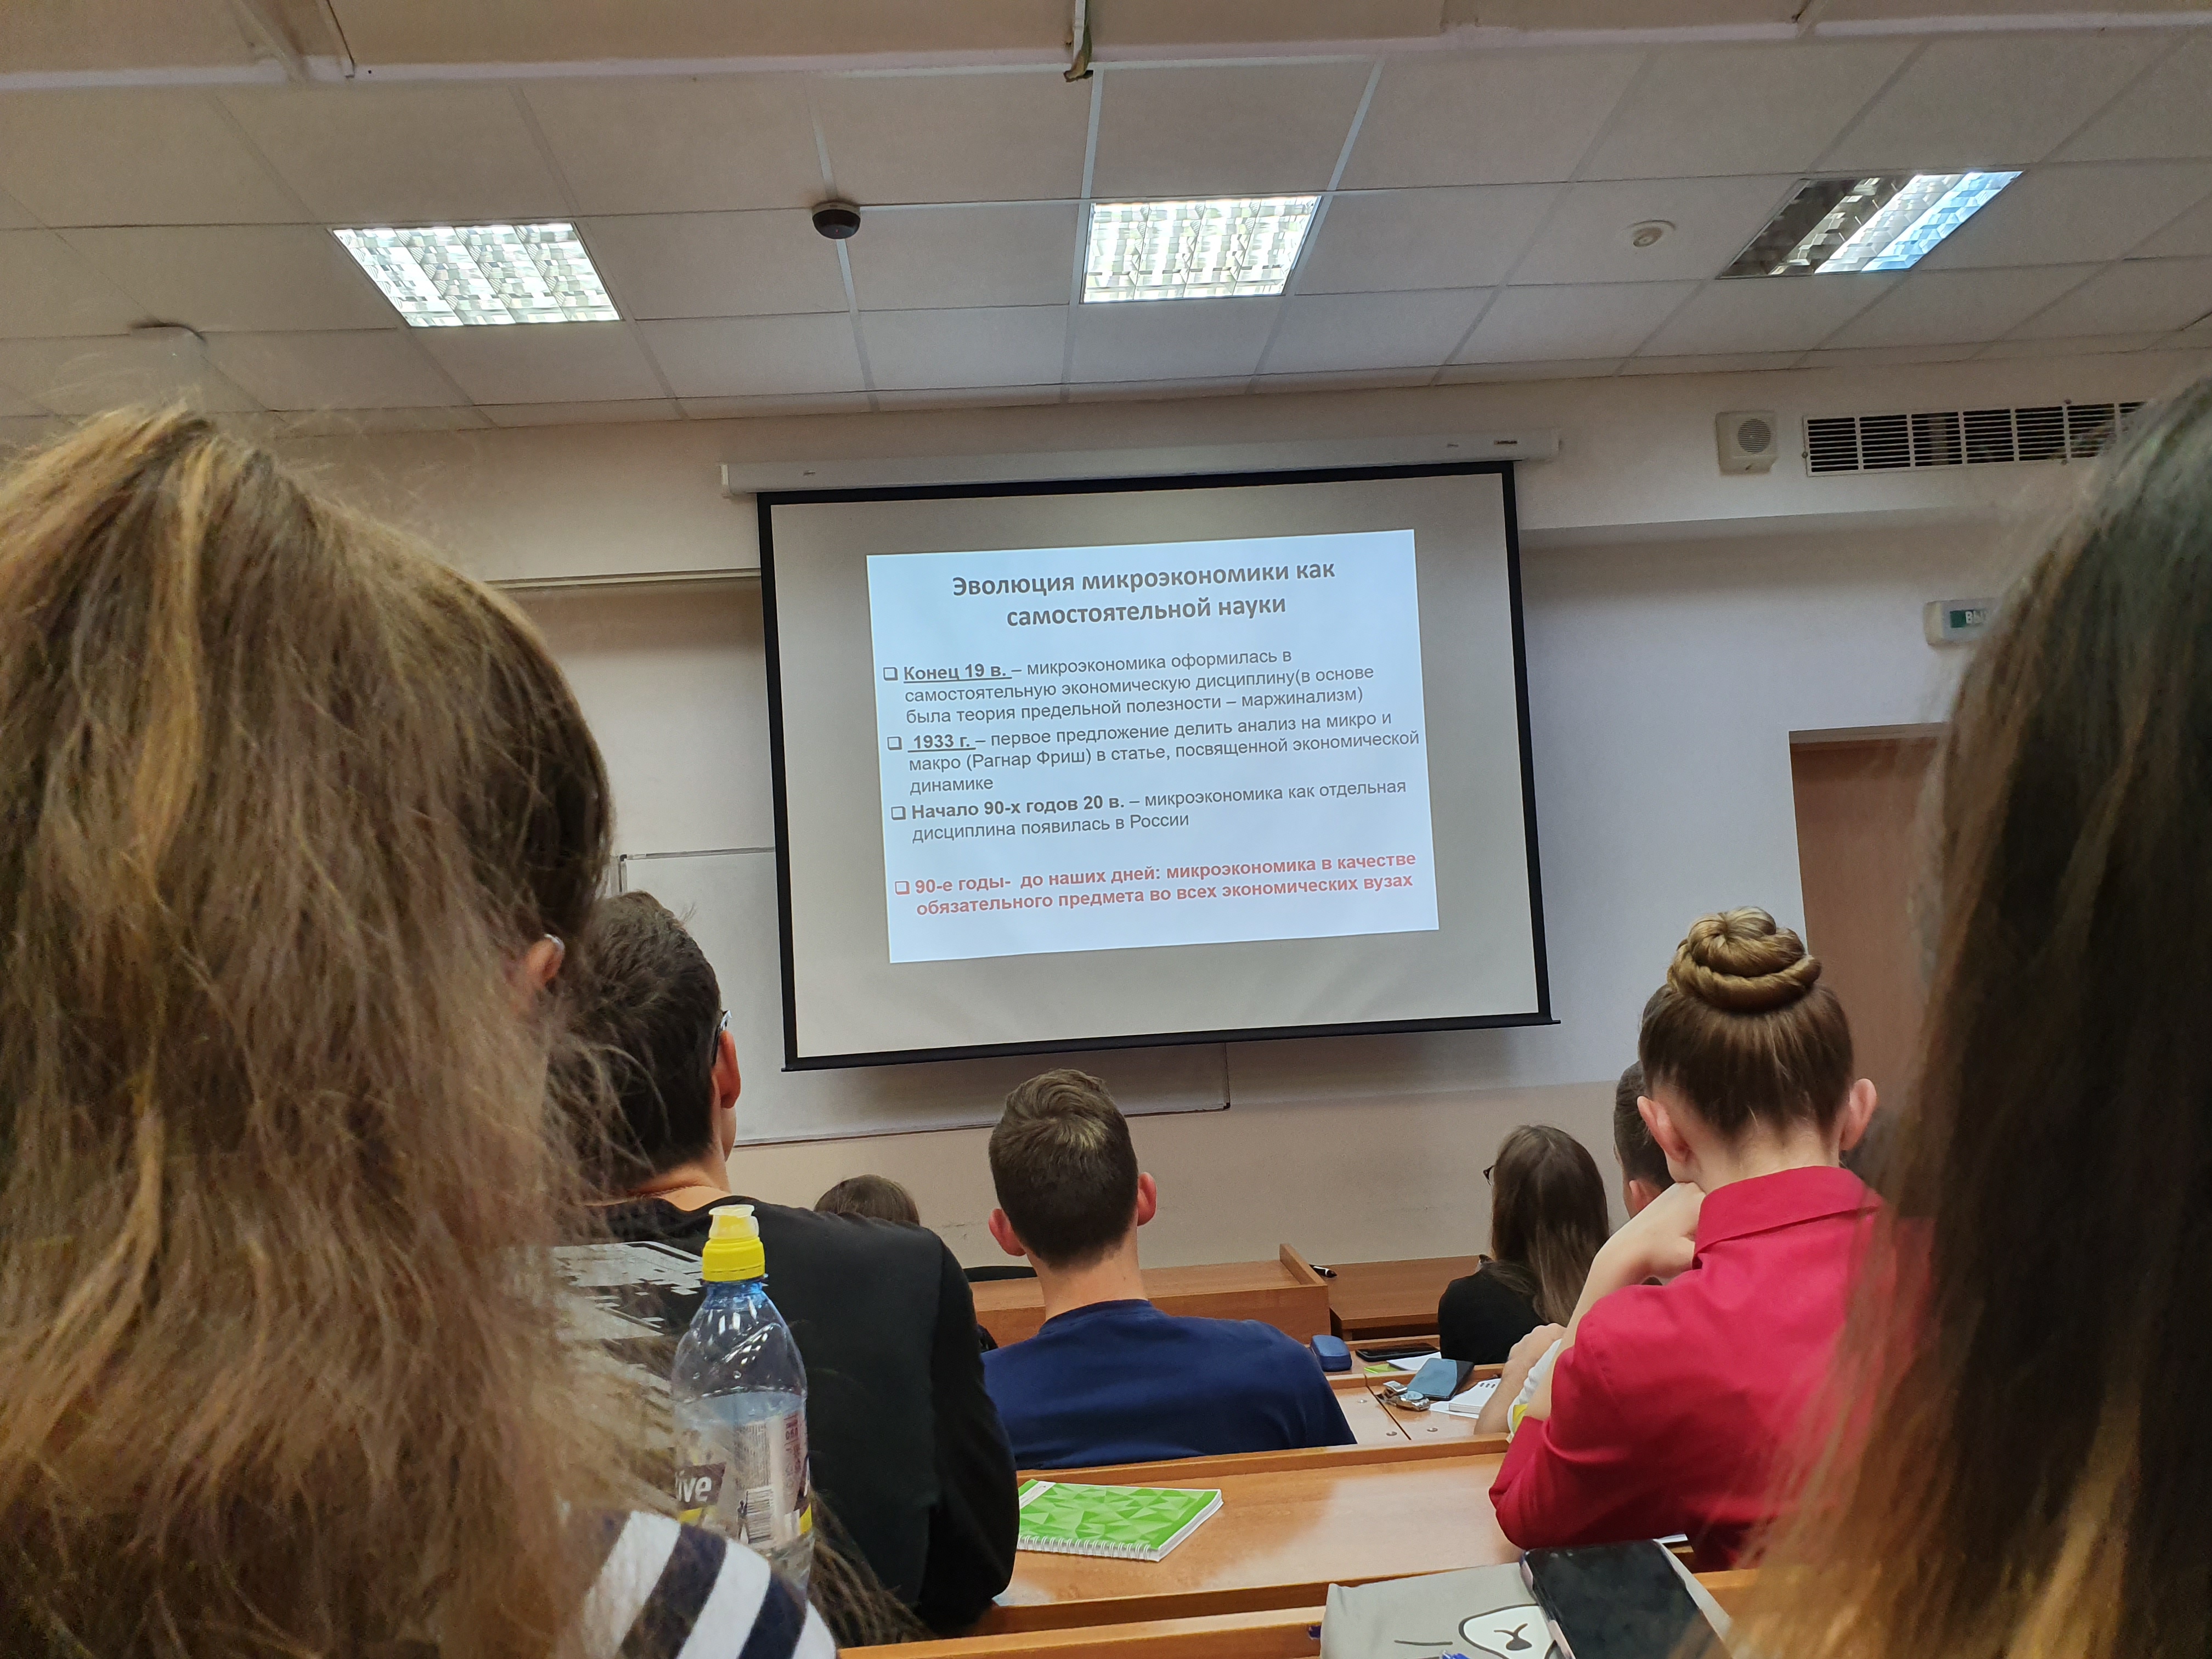 Эволюция микроэкономики как
самостоятельной науки
Конец 19 в. – микроэкономика оформилась в
самостоятельную экономическую дисциплину(в основе
была теория предельной полезности – маржинализм)
1933 г. – первое предложение делить анализ на микро и
макро (Рагнар Фриш) в статье, посвященной экономической
динамике
Начало 90-х годов 20 в. – микроэкономика как отдельная
дисциплина появилась в России
90-е годы- до наших дней: микроэкономика в качестве
обязательного предмета во всех экономических вузах